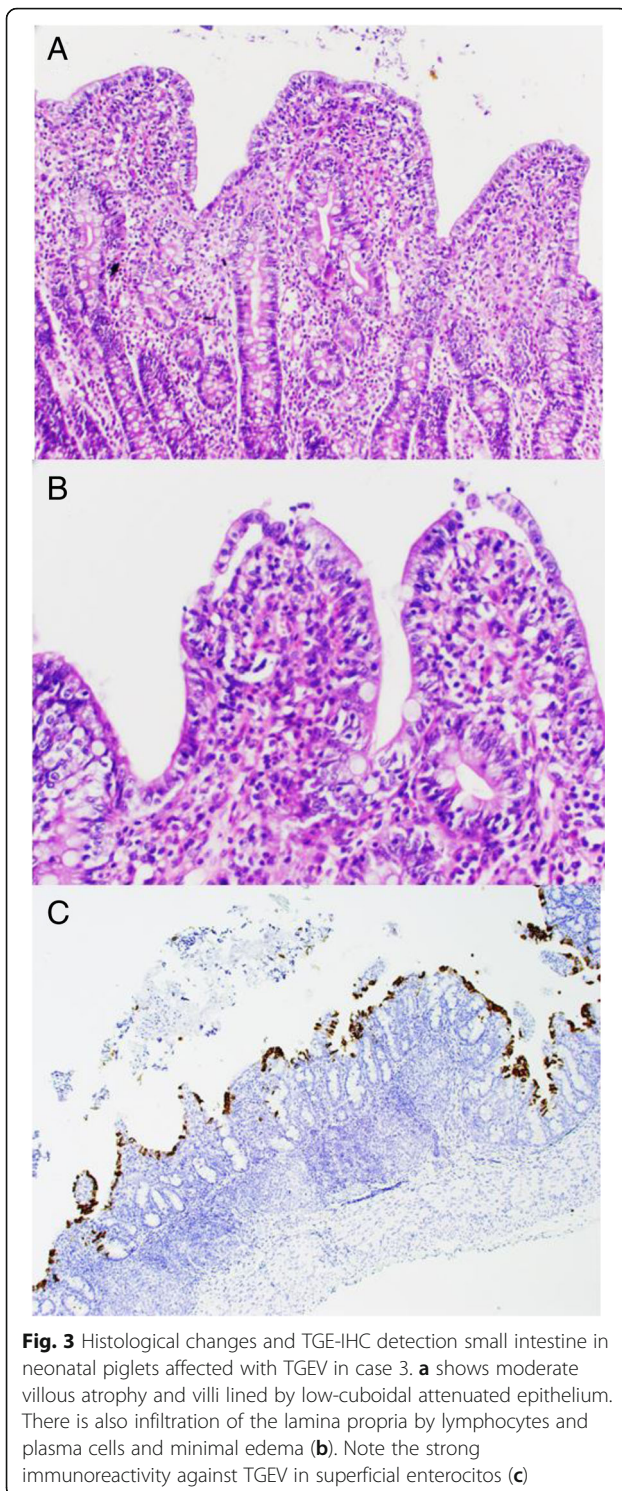 A
B
C
Fig. 3 Histological changes and TGE-IHC detection small intestine in
neonatal piglets affected with TGEV in case 3. a shows moderate
villous atrophy and villi lined by low-cuboidal attenuated epithelium.
There is also infiltration of the lamina propria by lymphocytes and
plasma cells and minimal edema (b). Note the strong
immunoreactivity against TGEV in superficial enterocitos (c)